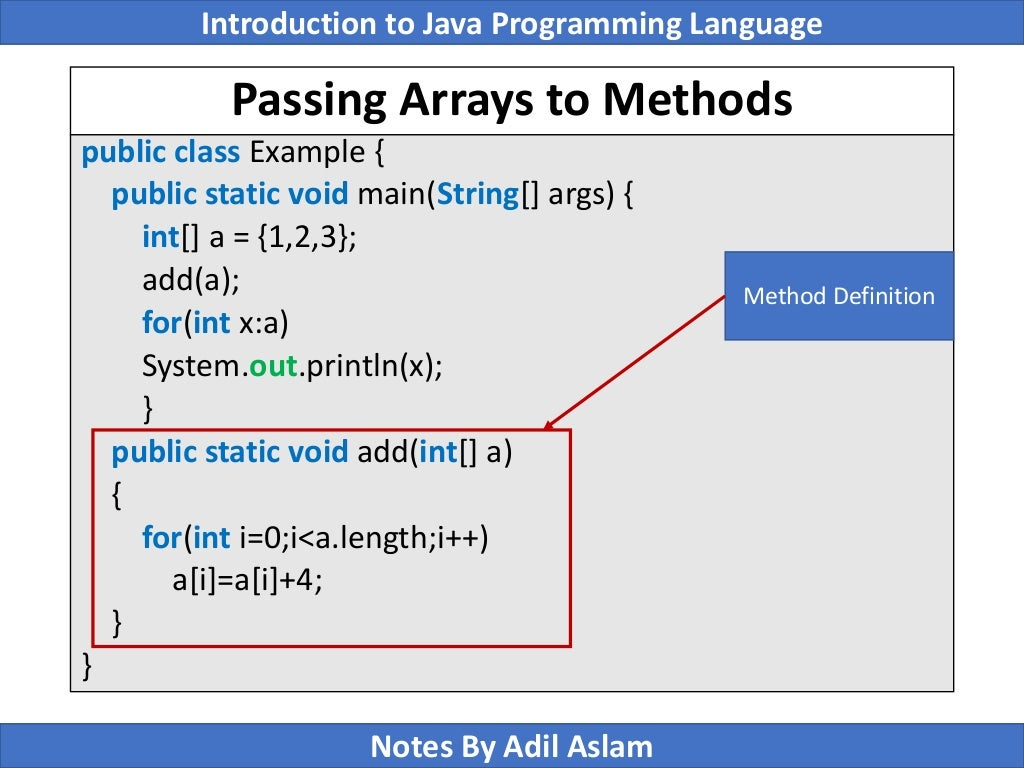 Introduction to Java Programming Language
Passing Arrays to Methods
public class Example {
public static void main(String[] args) {
int[] a = {1,2,3};
add(a);
for(int x:a)
System.out.println(x);
}
Method Definition
public static void add(int[] a)
{
for(int i=0;i<a.length;i++)
a[i]=a[i]+4;
}
}
Notes By Adil Aslam